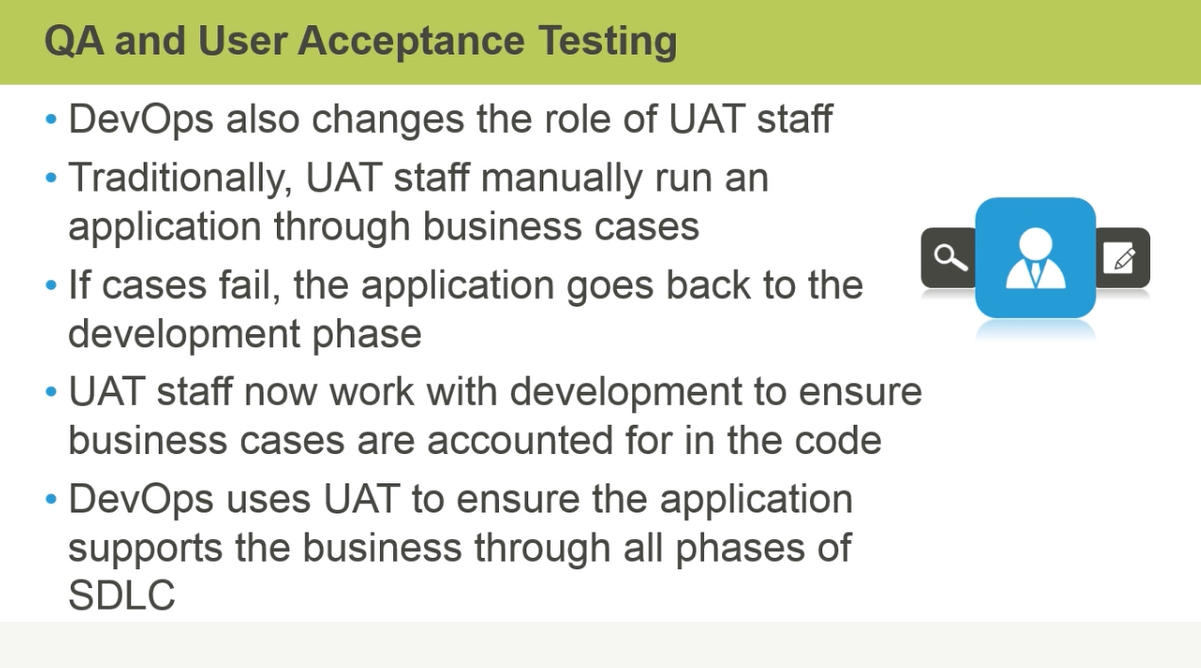 QA and User Acceptance Testing
• DevOps also changes the role of UAT staff
• Traditionally, UAT staff manually run an
application through business cases
• If cases fail, the application goes back to the
development phase
• UAT staff now work with development to ensure
business cases are accounted for in the code
• DevOps uses UAT to ensure the application
supports the business through all phases of
SDLC